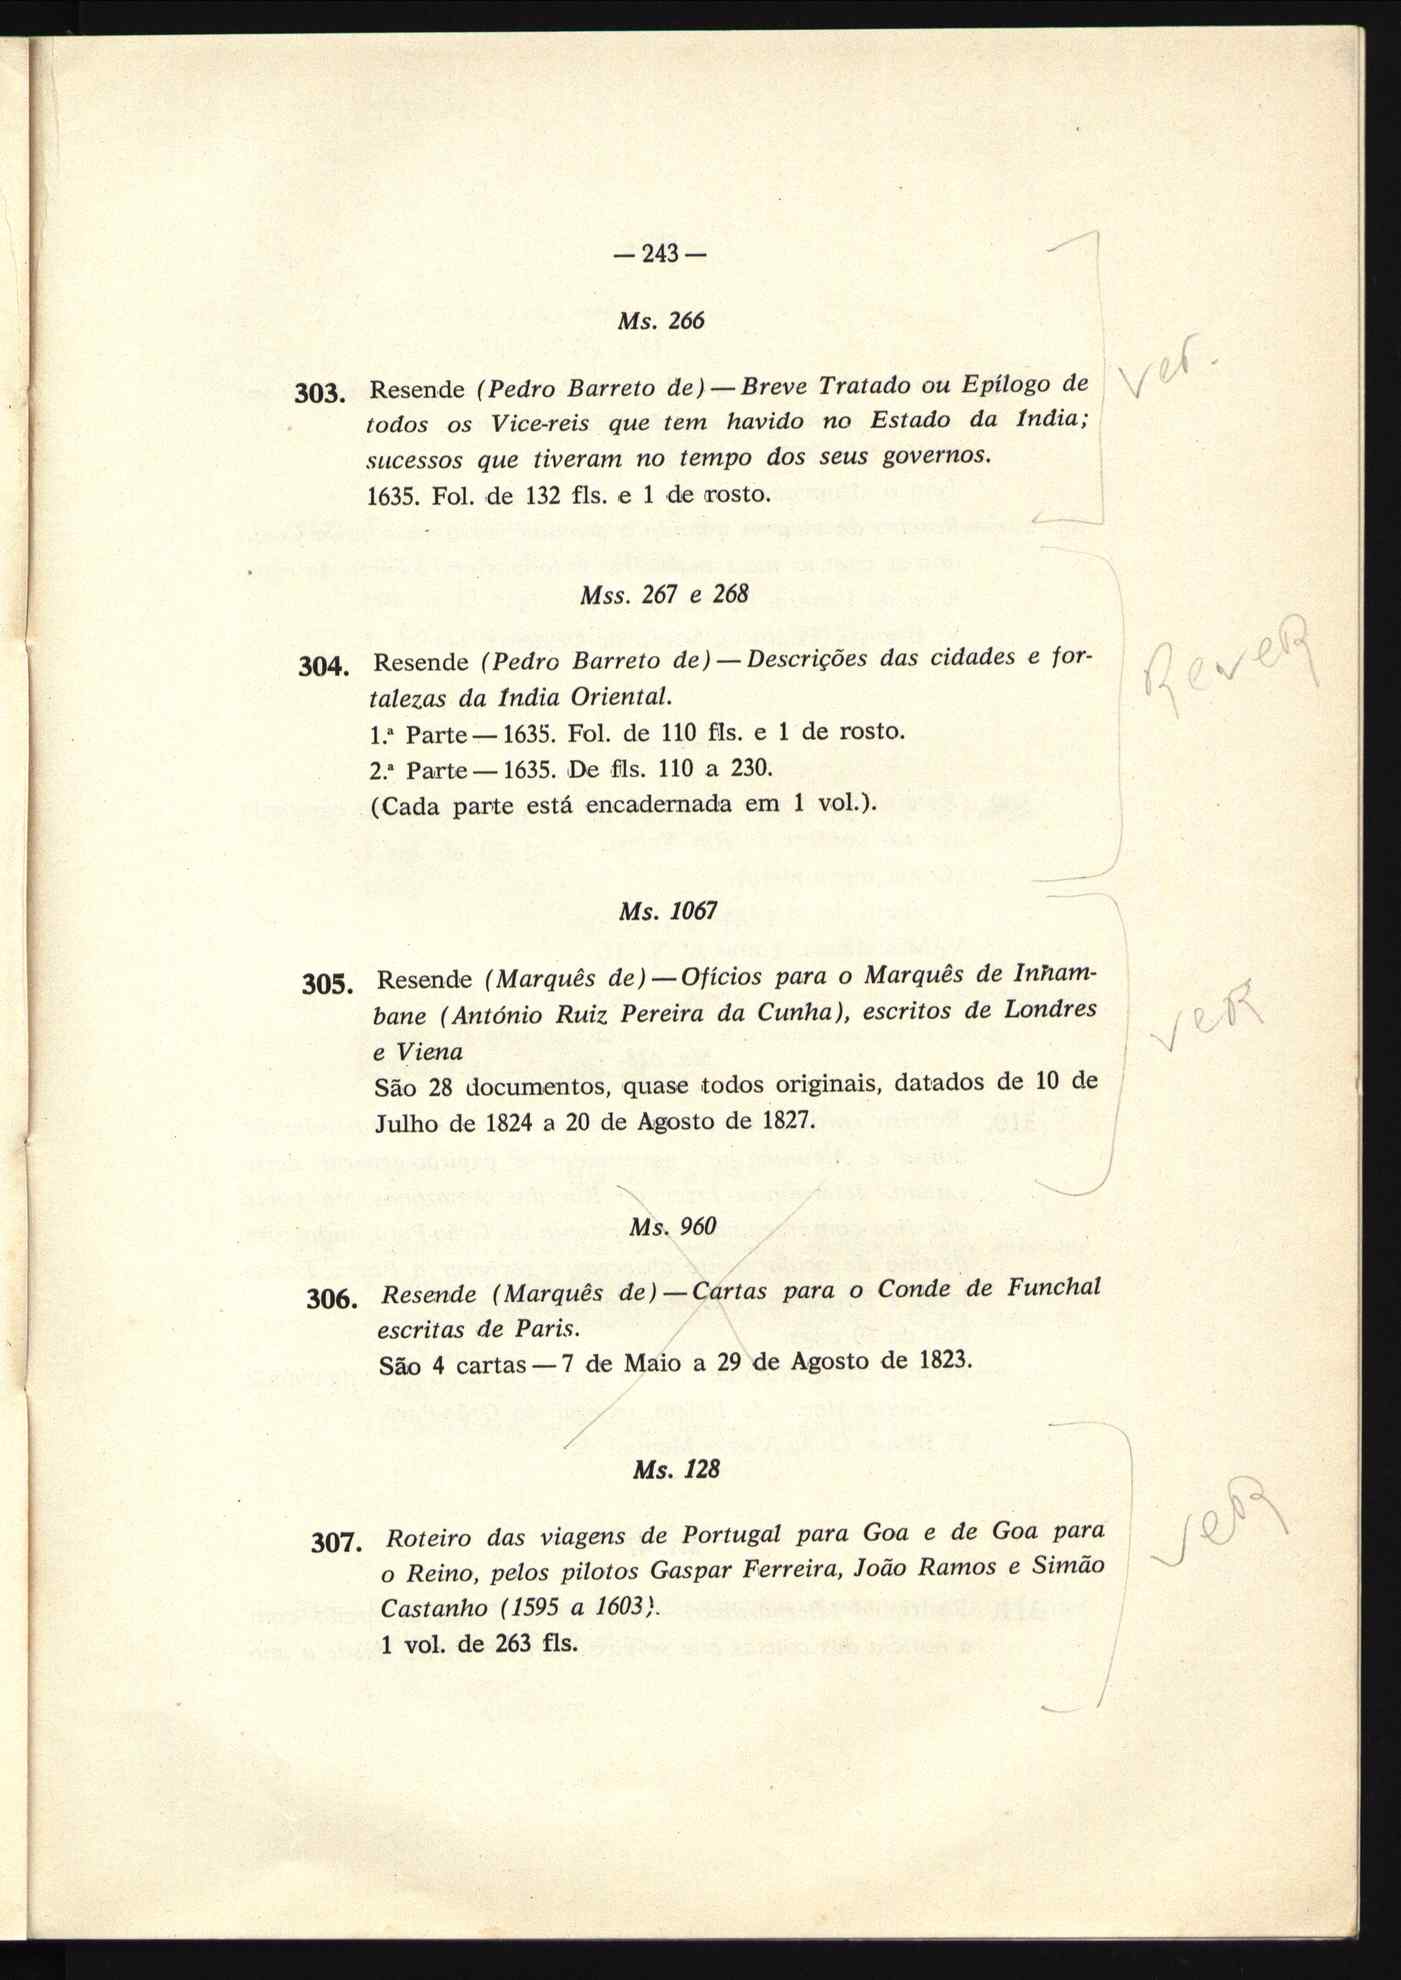 — 243 —
Ms. 266
303. Resende (Pedro Barreto de) — Breve Tratado ou Epílogo de
todos os Vice-reis que tem havido no Estado da Índia;
sucessos que tiveram no tempo dos seus governos.
1635. Fol. de 132 fls. e 1 de rosto.
ver.
Mss. 267 e 268
304. Resende (Pedro Barreto de) — Descrições das cidades e for-
talezas da Índia Oriental.
1.ª Parte — 1635. Fol. de 110 fls. e 1 de rosto.
2.ª Parte — 1635. De fls. 110 a 230.
(Cada parte está encadernada em 1 vol.).
ReveR
Ms. 1067
305. Resende (Marquês de) — Ofícios para o Marquês de Inham-
bane (António Ruiz Pereira da Cunha), escritos de Londres
e Viena
São 28 documentos, quase todos originais, datados de 10 de
Julho de 1824 a 20 de Agosto de 1827.
veR
Ms. 960
306. Resende (Marquês de) — Cartas para o Conde de Funchal
escritas de Paris.
São 4 cartas — 7 de Maio a 29 de Agosto de 1823.
Ms. 128
307. Roteiro das viagens de Portugal para Goa e de Goa para
o Reino, pelos pilotos Gaspar Ferreira, João Ramos e Simão
Castanho (1595 a 1603).
1 vol. de 263 fls.
veR